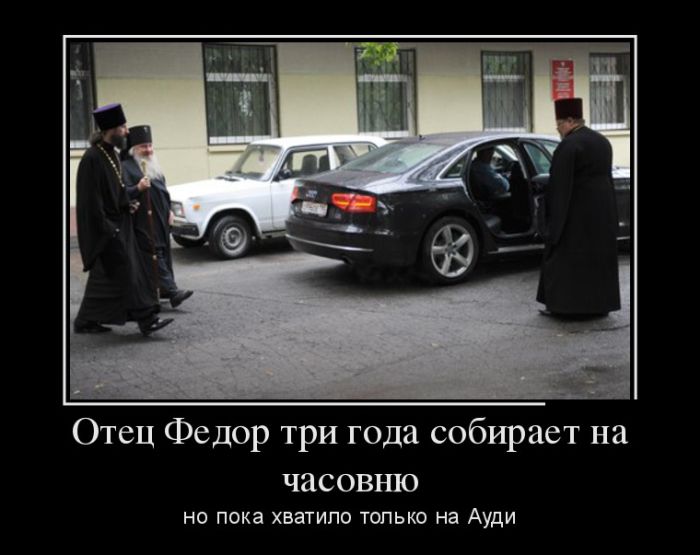 Отец Федор три года собирает на
часовню
но пока хватило только на Ауди